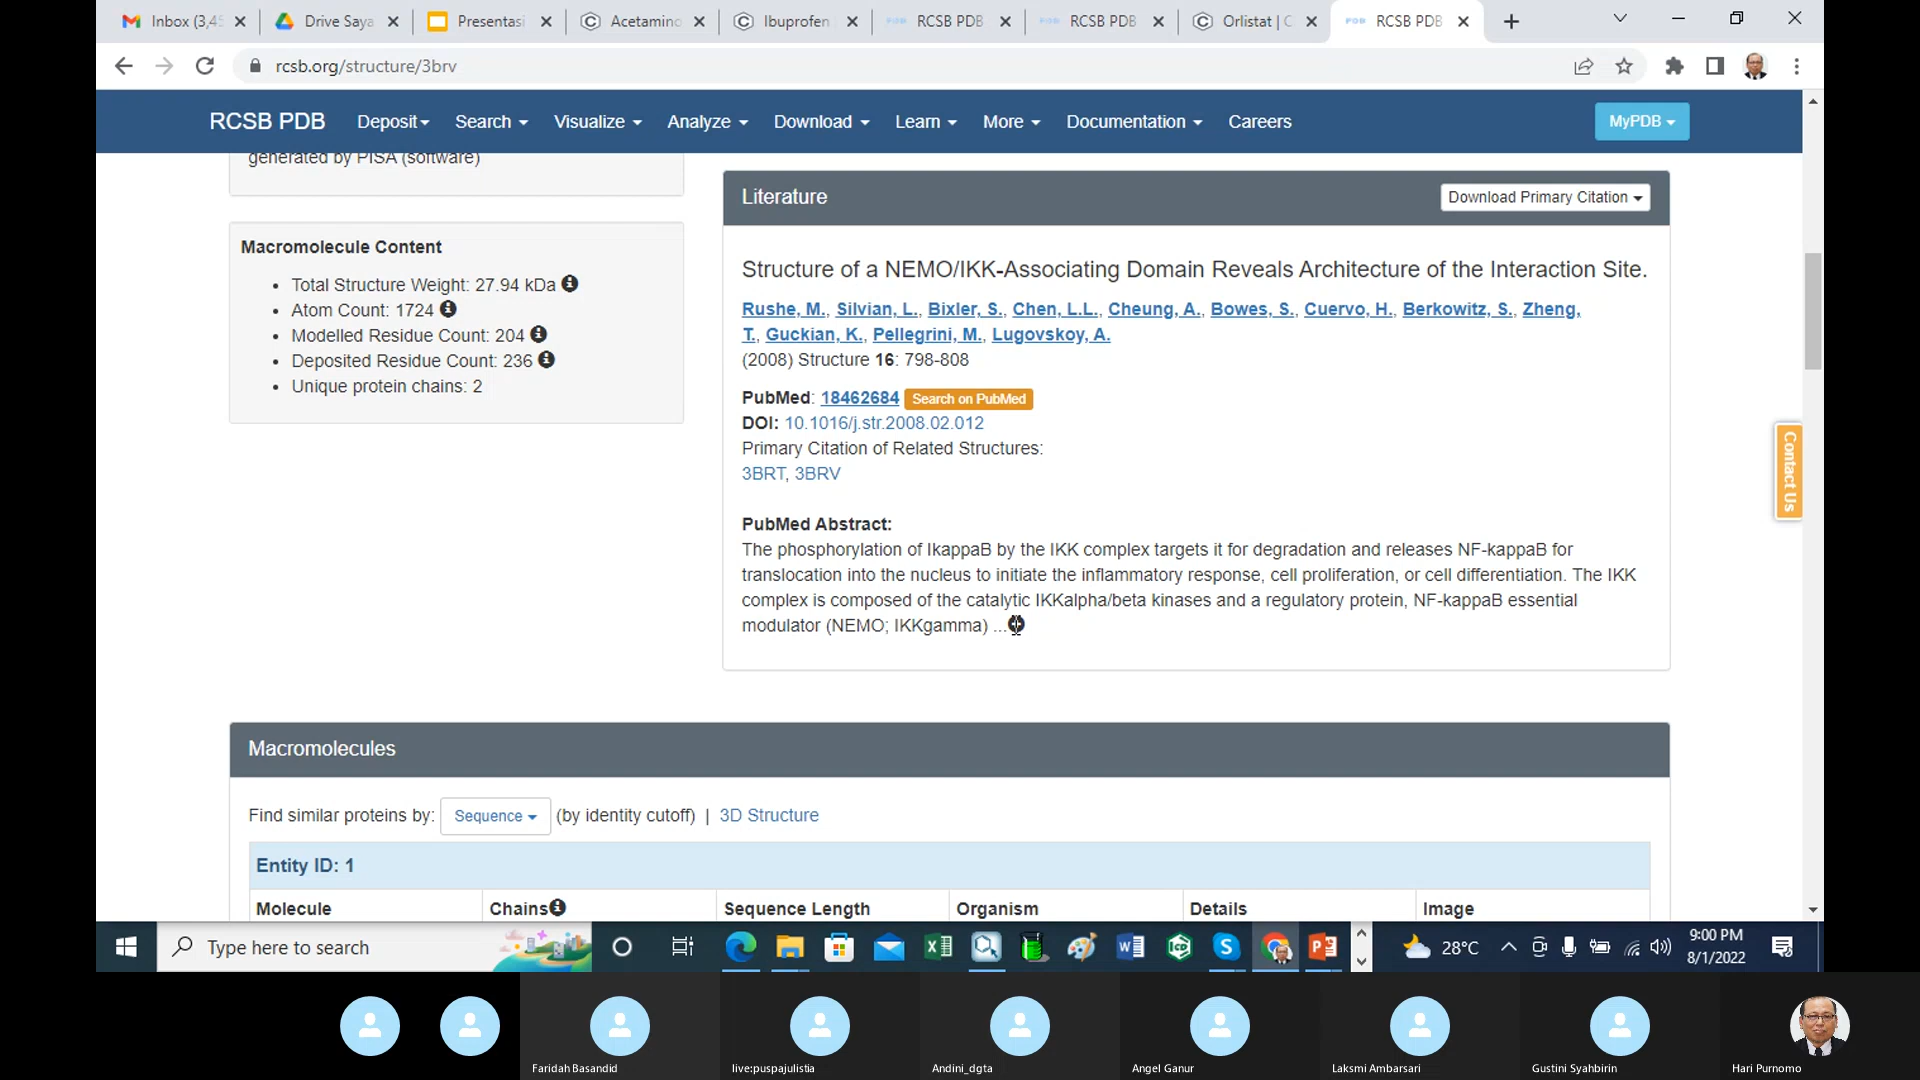 Inbox (3,45
Drive Saya
Presentasi
Acetamino
Ibuprofen
RCSB PDB
RCSB PDB
Orlistat | C
RCSB PDB
rcsb.org/structure/3brv
RCSB PDB
Deposit
Search
Visualize
Analyze
Download
Learn
More
Documentation
Careers
MyPDB
generated by PISA (software)
Literature
Download Primary Citation
Macromolecule Content
• Total Structure Weight: 27.94 kDa
• Atom Count: 1724
• Modelled Residue Count: 204
• Deposited Residue Count: 236
• Unique protein chains: 2
Structure of a NEMO/IKK-Associating Domain Reveals Architecture of the Interaction Site.
Rushe, M., Silvian, L., Bixler, S., Chen, L.L., Cheung, A., Bowes, S., Cuervo, H., Berkowitz, S., Zheng,
T., Guckian, K., Pellegrini, M., Lugovskoy, A.
(2008) Structure 16: 798-808
PubMed: 18462684 Search on PubMed
DOI: 10.1016/j.str.2008.02.012
Primary Citation of Related Structures:
3BRT, 3BRV
PubMed Abstract:
The phosphorylation of IkappaB by the IKK complex targets it for degradation and releases NF-kappaB for
translocation into the nucleus to initiate the inflammatory response, cell proliferation, or cell differentiation. The IKK
complex is composed of the catalytic IKKalpha/beta kinases and a regulatory protein, NF-kappaB essential
modulator (NEMO; IKKgamma) ...
Contact Us
Macromolecules
Find similar proteins by: Sequence (by identity cutoff) | 3D Structure
Entity ID: 1
Molecule
Chains
Sequence Length
Organism
Details
Image
Type here to search
28°C
9:00 PM
8/1/2022
Faridah Basandid
live:puspajulistia
Andini_dgta
Angel Ganur
Laksmi Ambarsari
Gustini Syahbirin
Hari Purnomo